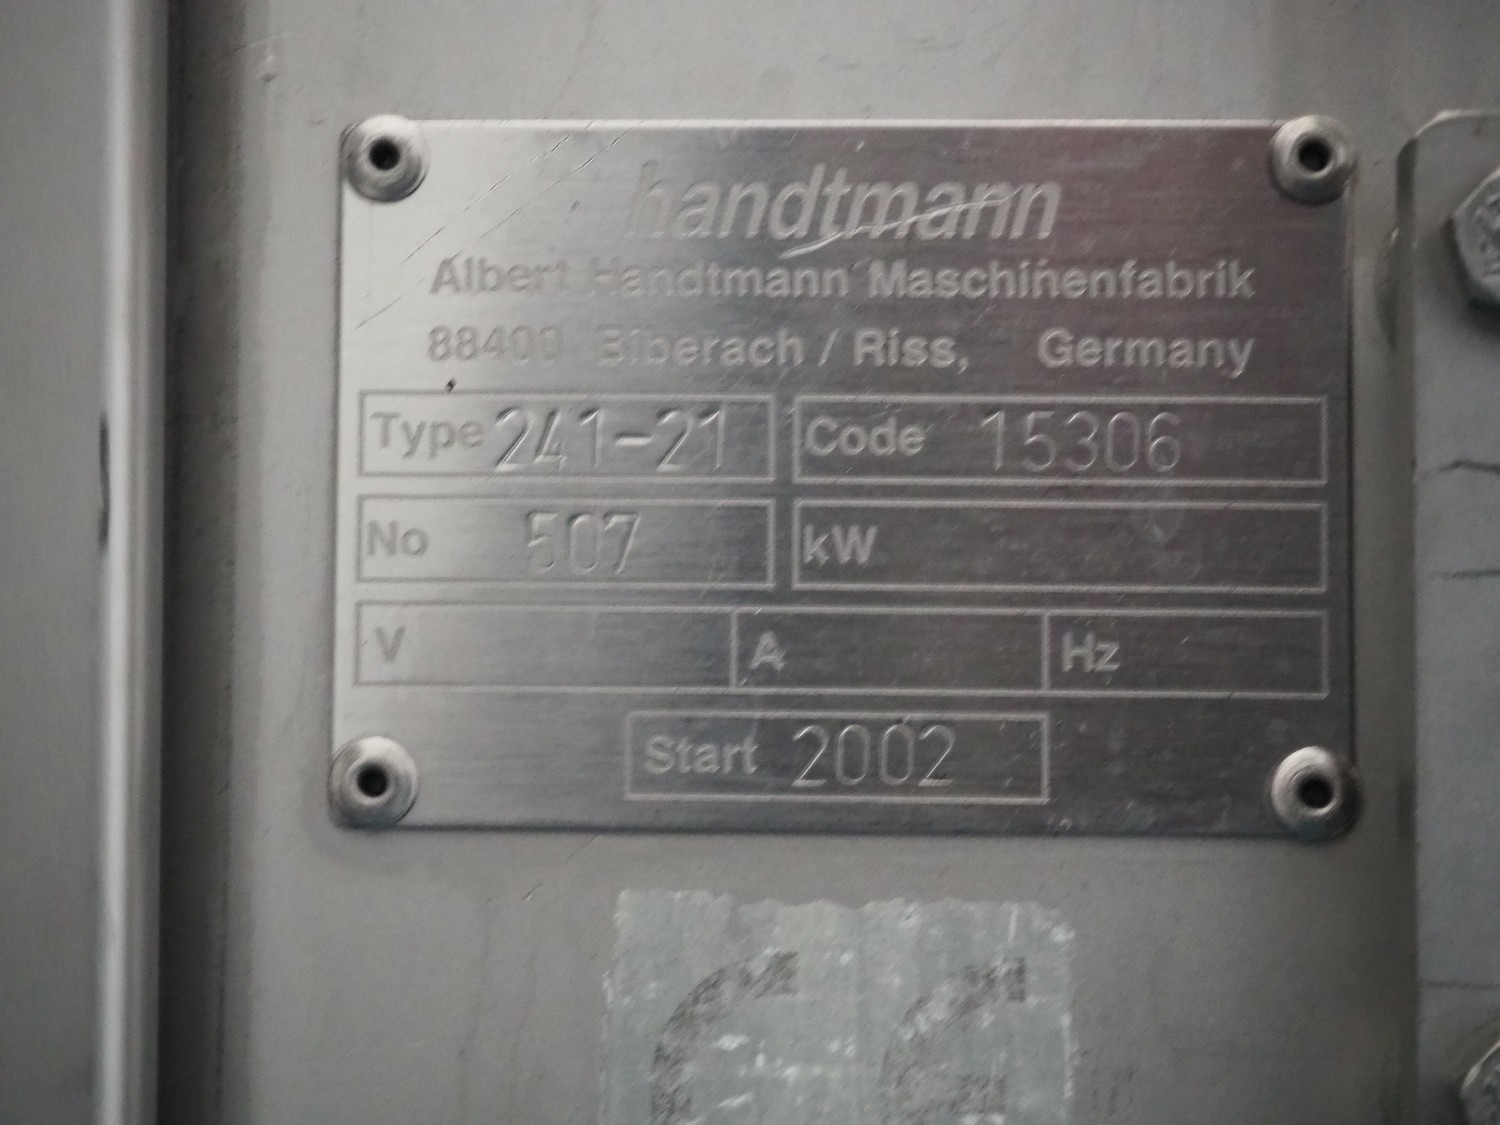 handtmann
Albert Handtmann Maschinenfabrik
88400 Biberach / Riss, Germany
Type 241-21 Code 15306
No 507 kW
V A Hz
Start 2002
CE